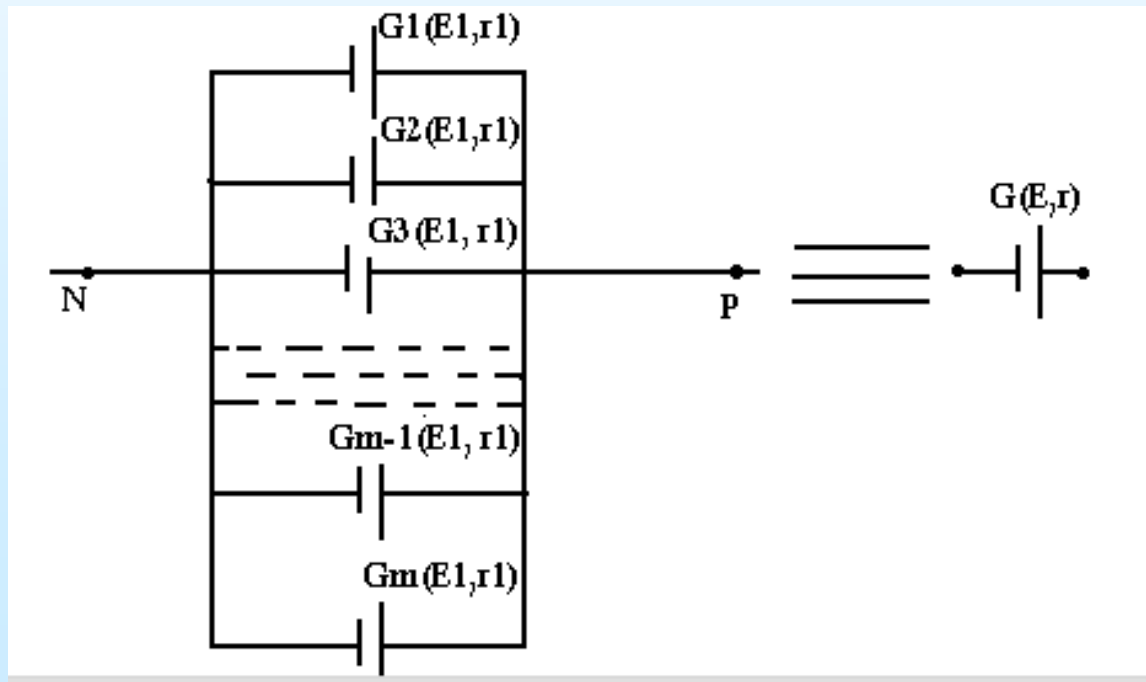 G1(E1,r1)
G2(E1,r1)
G(E,r)
G3(E1, r1)
N
P
Gm-1(E1, r1)
Gm(E1,r1)